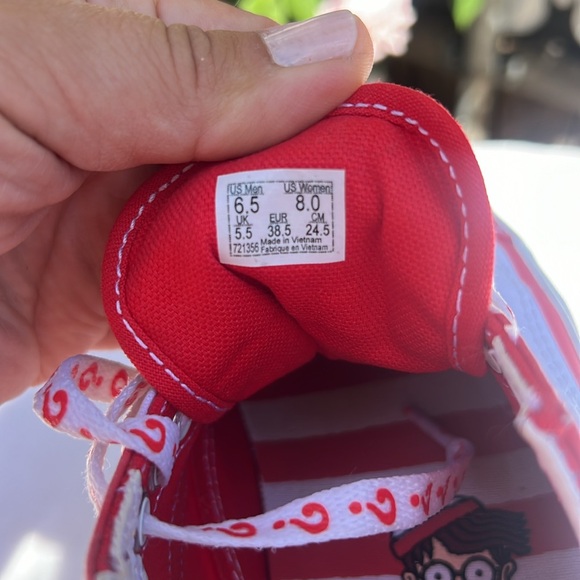 US Men US Women
6.5 8.0
UK EUR CM
5.5 38.5 24.5
Made in Vietnam
721356 Fabriqué en Vietnam
? ? ? ? ? ? ?